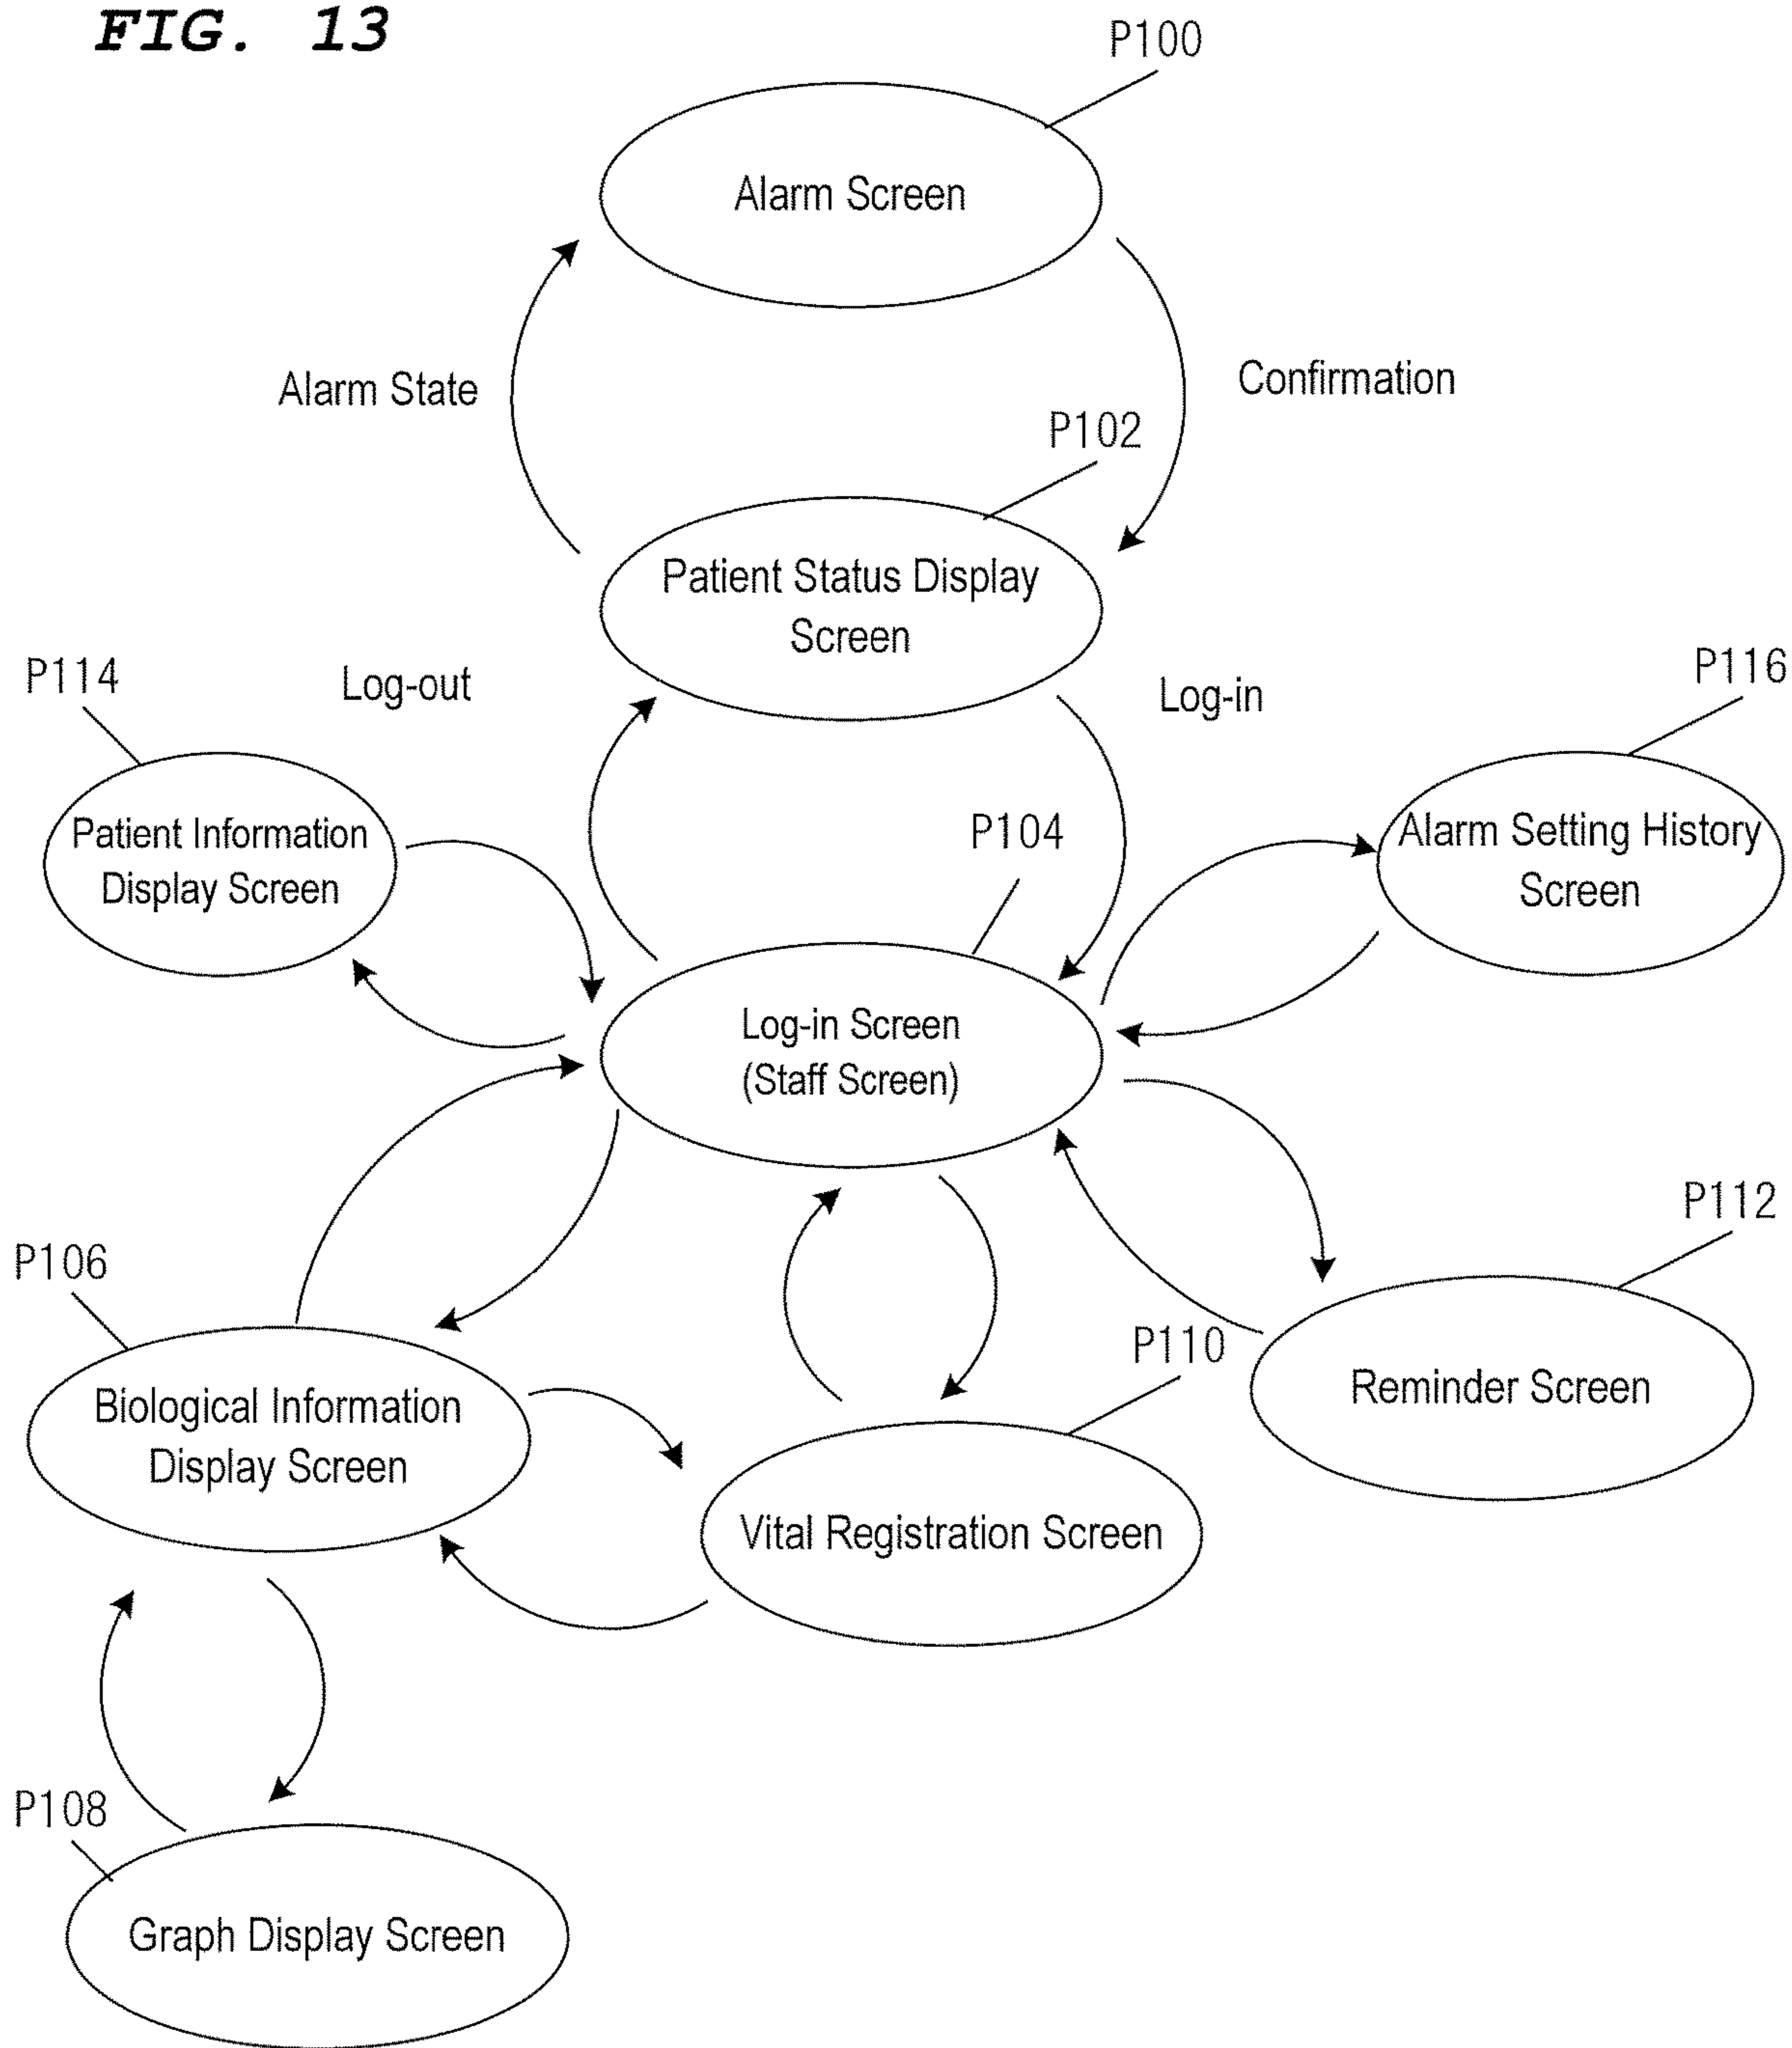 FIG. 13
P100
Alarm Screen
Alarm State
Confirmation
P102
Patient Status Display
Screen
P114
Log-out
Log-in
P116
Patient Information
Display Screen
P104
Alarm Setting History
Screen
Log-in Screen
(Staff Screen)
P106
P112
Biological Information
Display Screen
P110
Reminder Screen
Vital Registration Screen
P108
Graph Display Screen